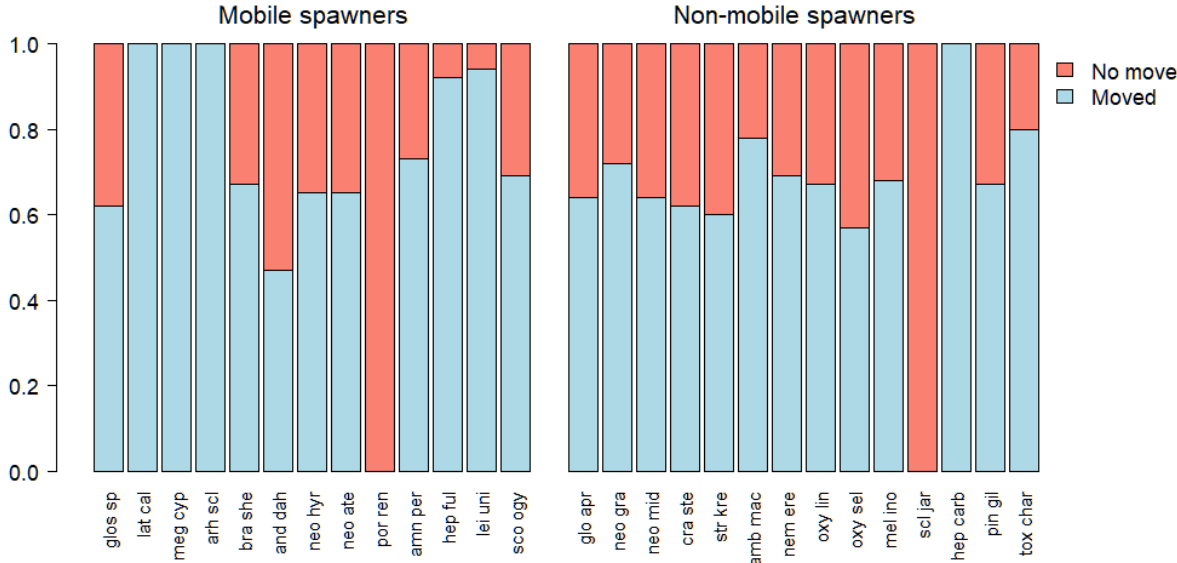 Mobile spawners
Non-mobile spawners
1.0
0.8
0.6
0.4
0.2
0.0
No move
Moved
glos sp
lat cal
meg cyp
arh scl
bra she
and dah
neo hyr
neo ate
por ren
amn per
hep ful
lei uni
sco ogy
glo apr
neo gra
neo mid
cra ste
str kre
amb mac
nem ere
oxy lin
oxy sel
mel ino
scl jar
hep carb
pin gil
tox char